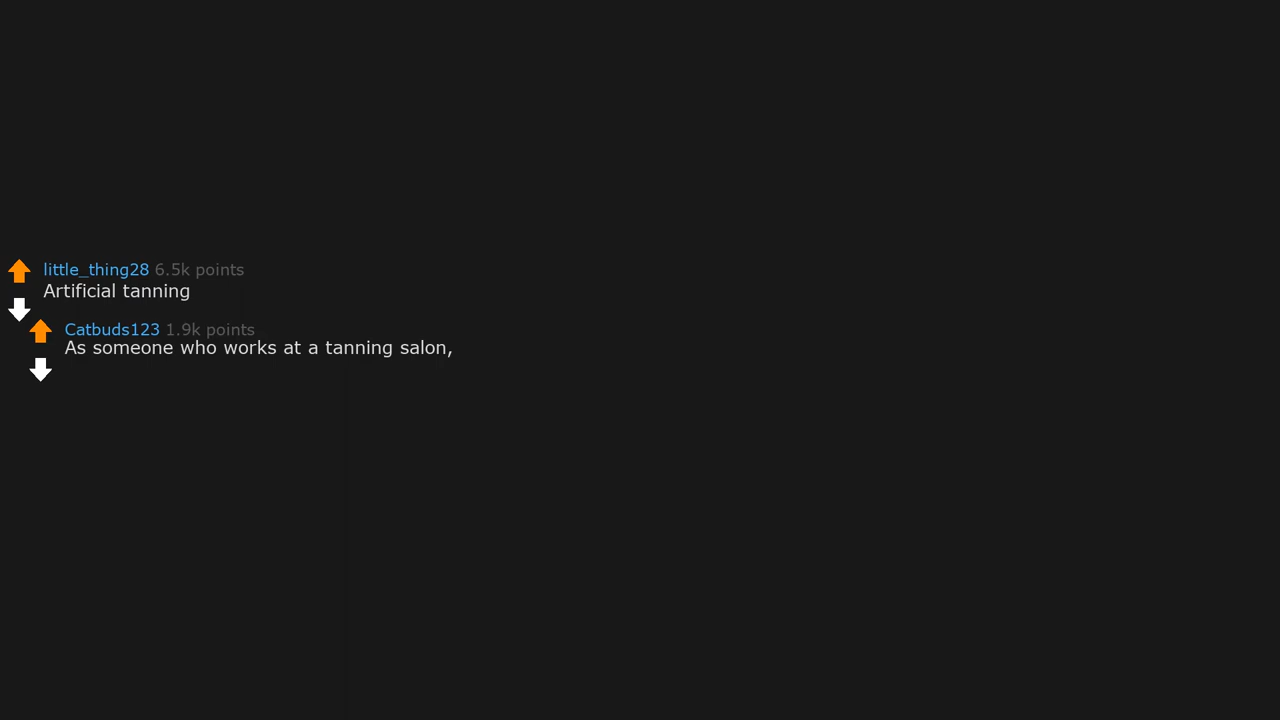 little_thing28 6.5k points
Artificial tanning
Catbuds123 1.9k points
As someone who works at a tanning salon,